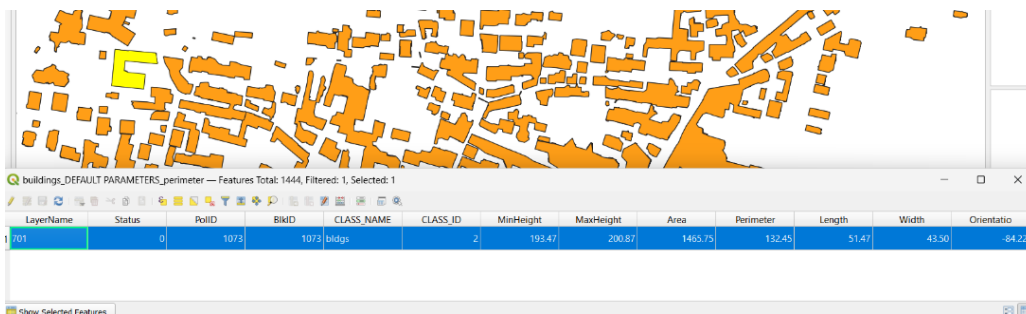 buildings_DEFAULT PARAMETERS_perimeter — Features Total: 1444, Filtered: 1, Selected: 1
LayerName Status PolID BlkID CLASS_NAME CLASS_ID MinHeight MaxHeight Area Perimeter Length Width Orientatio
1 701 0 1073 1073 bldgs 2 193.47 200.87 1465.75 132.45 51.47 43.50 -84.22
Show Selected Features